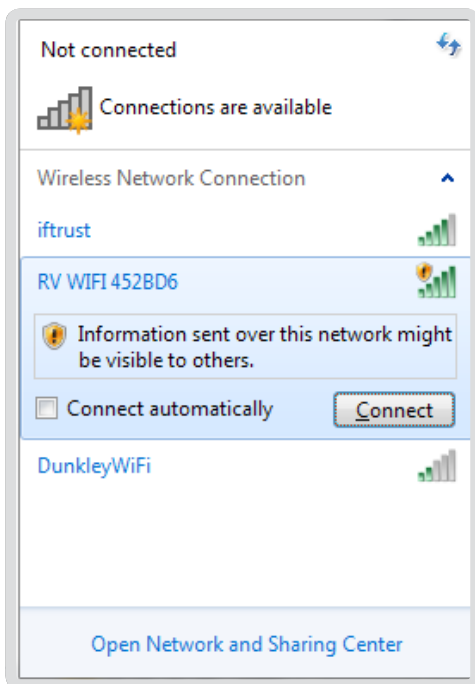 Not connected
Connections are available
Wireless Network Connection
iftrust
RV WIFI 452BD6
Information sent over this network might
be visible to others.
Connect automatically
Connect
DunkleyWiFi
Open Network and Sharing Center